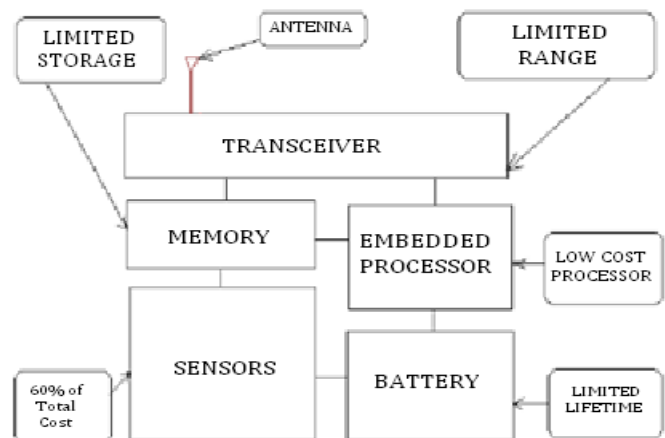 LIMITED
STORAGE
ANTENNA
LIMITED
RANGE
TRANSCEIVER
MEMORY
EMBEDDED
PROCESSOR
LOW COST
PROCESSOR
SENSORS
BATTERY
60% of
Total
Cost
LIMITED
LIFETIME